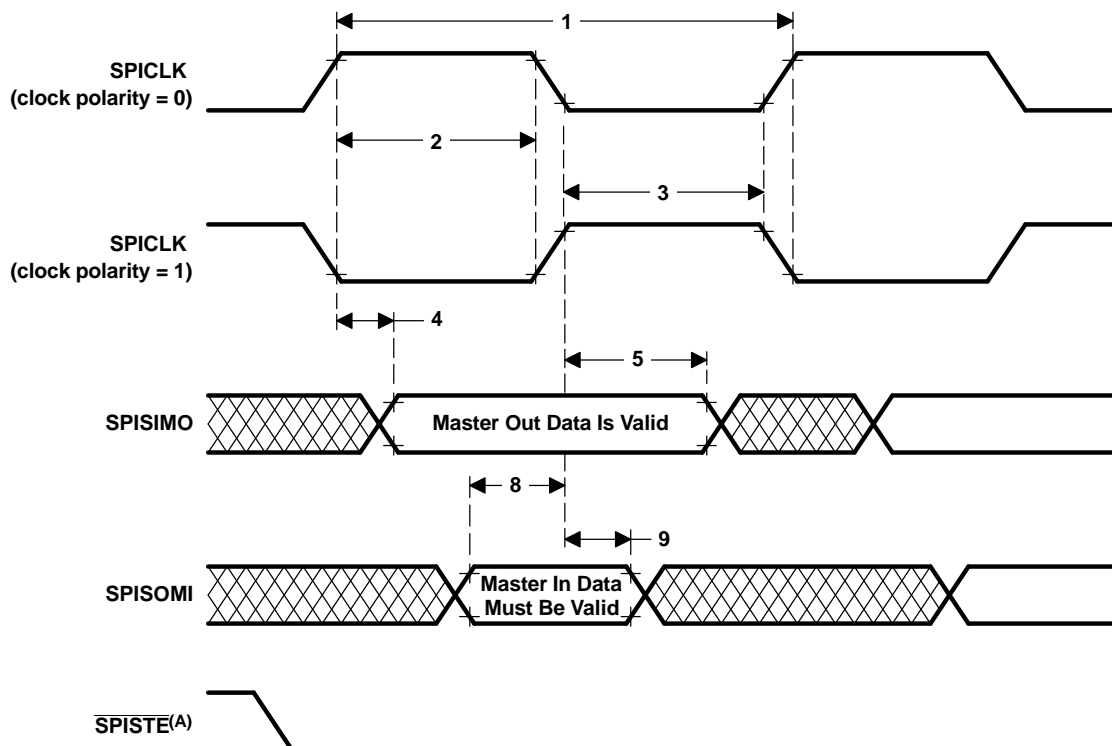 1
SPICLK
(clock polarity = 0)
2
3
SPICLK
(clock polarity = 1)
4
5
SPISIMO
Master Out Data Is Valid
8
9
SPISOMI
Master In Data
Must Be Valid
SPISTE(A)